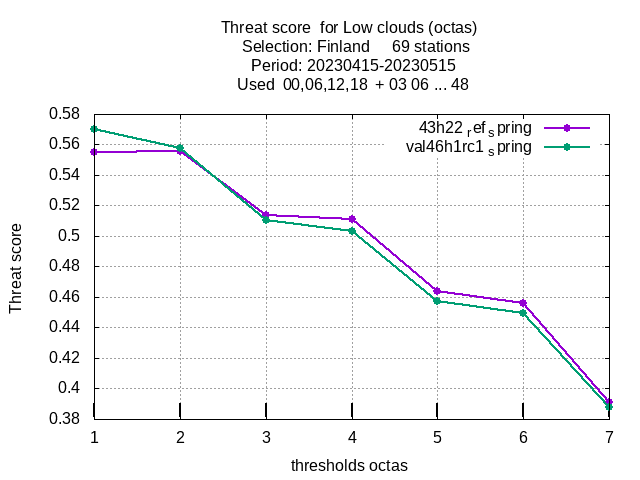 Threat score  for Low clouds (octas)
Selection: Finland     69 stations
Period: 20230415-20230515
Used  00,06,12,18  + 03 06 ... 48
43h22ref spring
val46h1rc1 spring
0.58
0.56
0.54
0.52
0.5
0.48
0.46
0.44
0.42
0.4
0.38
Threat score
1 2 3 4 5 6 7
thresholds octas